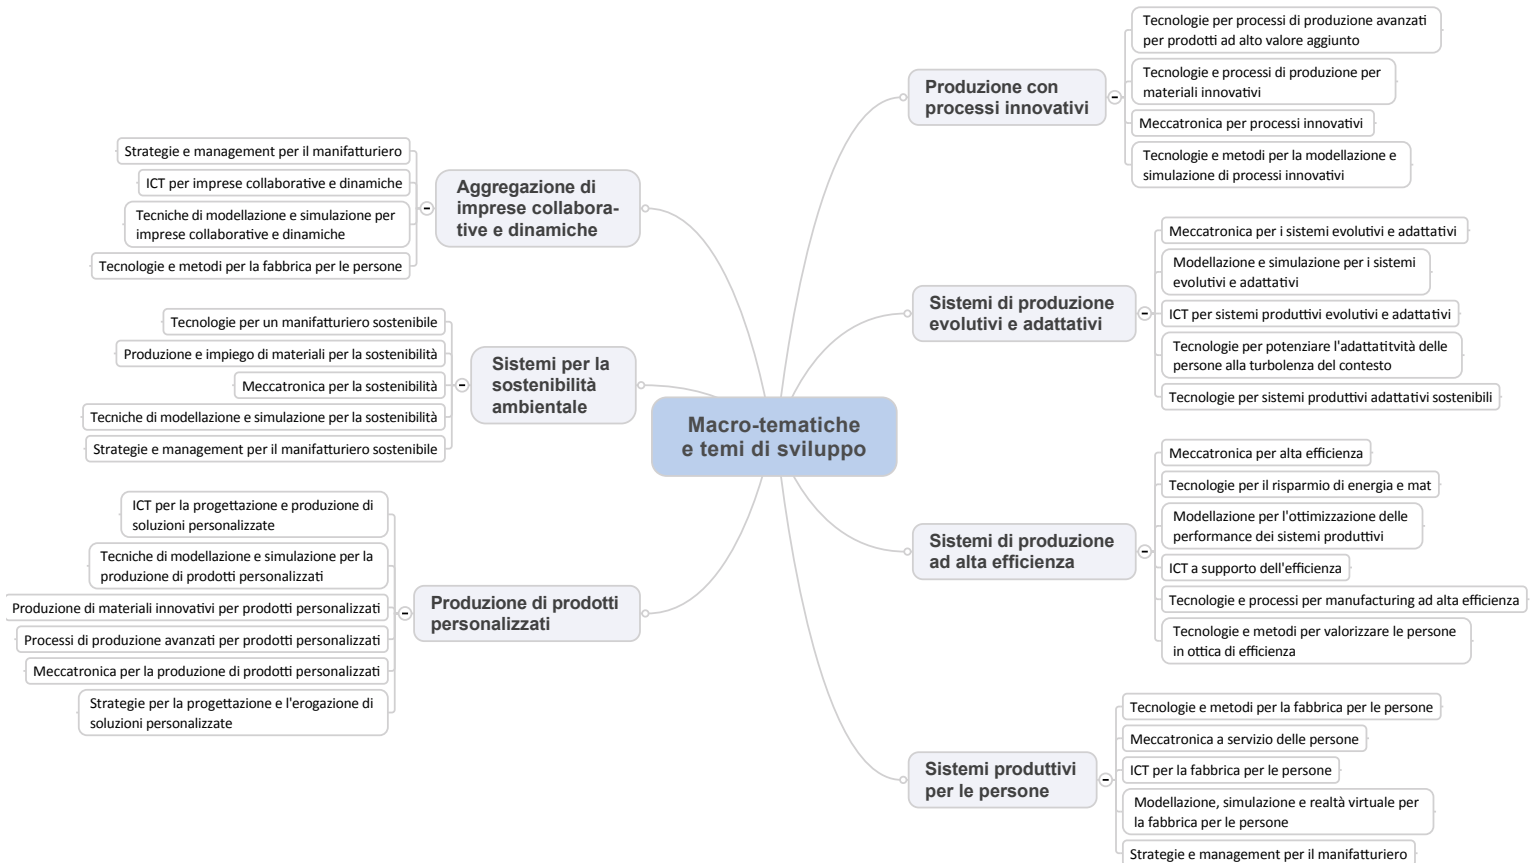 Macro-tematiche
e temi di sviluppo
Produzione con
processi innovativi
Tecnologie per processi di produzione avanzati
per prodotti ad alto valore aggiunto
Tecnologie e processi di produzione per
materiali innovativi
Meccatronica per processi innovativi
Tecnologie e metodi per la modellazione e
simulazione di processi innovativi
Sistemi di produzione
evolutivi e adattativi
Meccatronica per i sistemi evolutivi e adattativi
Modellazione e simulazione per i sistemi
evolutivi e adattativi
ICT per sistemi produttivi evolutivi e adattativi
Tecnologie per potenziare l'adattatitvità delle
persone alla turbolenza del contesto
Tecnologie per sistemi produttivi adattativi sostenibili
Sistemi di produzione
ad alta efficienza
Meccatronica per alta efficienza
Tecnologie per il risparmio di energia e mat
Modellazione per l'ottimizzazione delle
performance dei sistemi produttivi
ICT a supporto dell'efficienza
Tecnologie e processi per manufacturing ad alta efficienza
Tecnologie e metodi per valorizzare le persone
in ottica di efficienza
Sistemi produttivi
per le persone
Tecnologie e metodi per la fabbrica per le persone
Meccatronica a servizio delle persone
ICT per la fabbrica per le persone
Modellazione, simulazione e realtà virtuale per
la fabbrica per le persone
Strategie e management per il manifatturiero
Aggregazione di
imprese collabora-
tive e dinamiche
Strategie e management per il manifatturiero
ICT per imprese collaborative e dinamiche
Tecniche di modellazione e simulazione per
imprese collaborative e dinamiche
Tecnologie e metodi per la fabbrica per le persone
Sistemi per la
sostenibilità
ambientale
Tecnologie per un manifatturiero sostenibile
Produzione e impiego di materiali per la sostenibilità
Meccatronica per la sostenibilità
Tecniche di modellazione e simulazione per la sostenibilità
Strategie e management per il manifatturiero sostenibile
Produzione di prodotti
personalizzati
ICT per la progettazione e produzione di
soluzioni personalizzate
Tecniche di modellazione e simulazione per la
produzione di prodotti personalizzati
Produzione di materiali innovativi per prodotti personalizzati
Processi di produzione avanzati per prodotti personalizzati
Meccatronica per la produzione di prodotti personalizzati
Strategie per la progettazione e l'erogazione di
soluzioni personalizzate